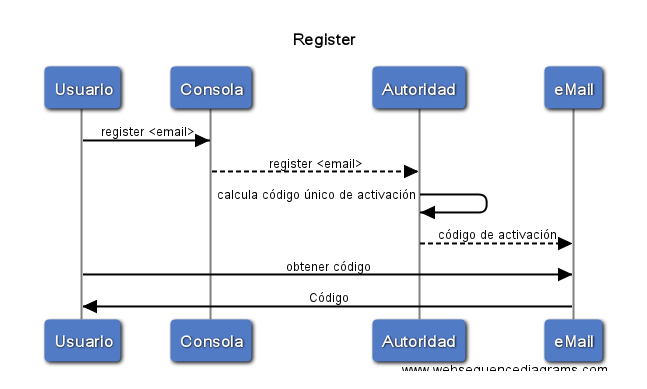 Register
Usuario Consola Autoridad eMail
register <email>
register <email>
calcula código único de activación
código de activación
obtener código
Código
Usuario Consola Autoridad eMail
www.websequencediagrams.com